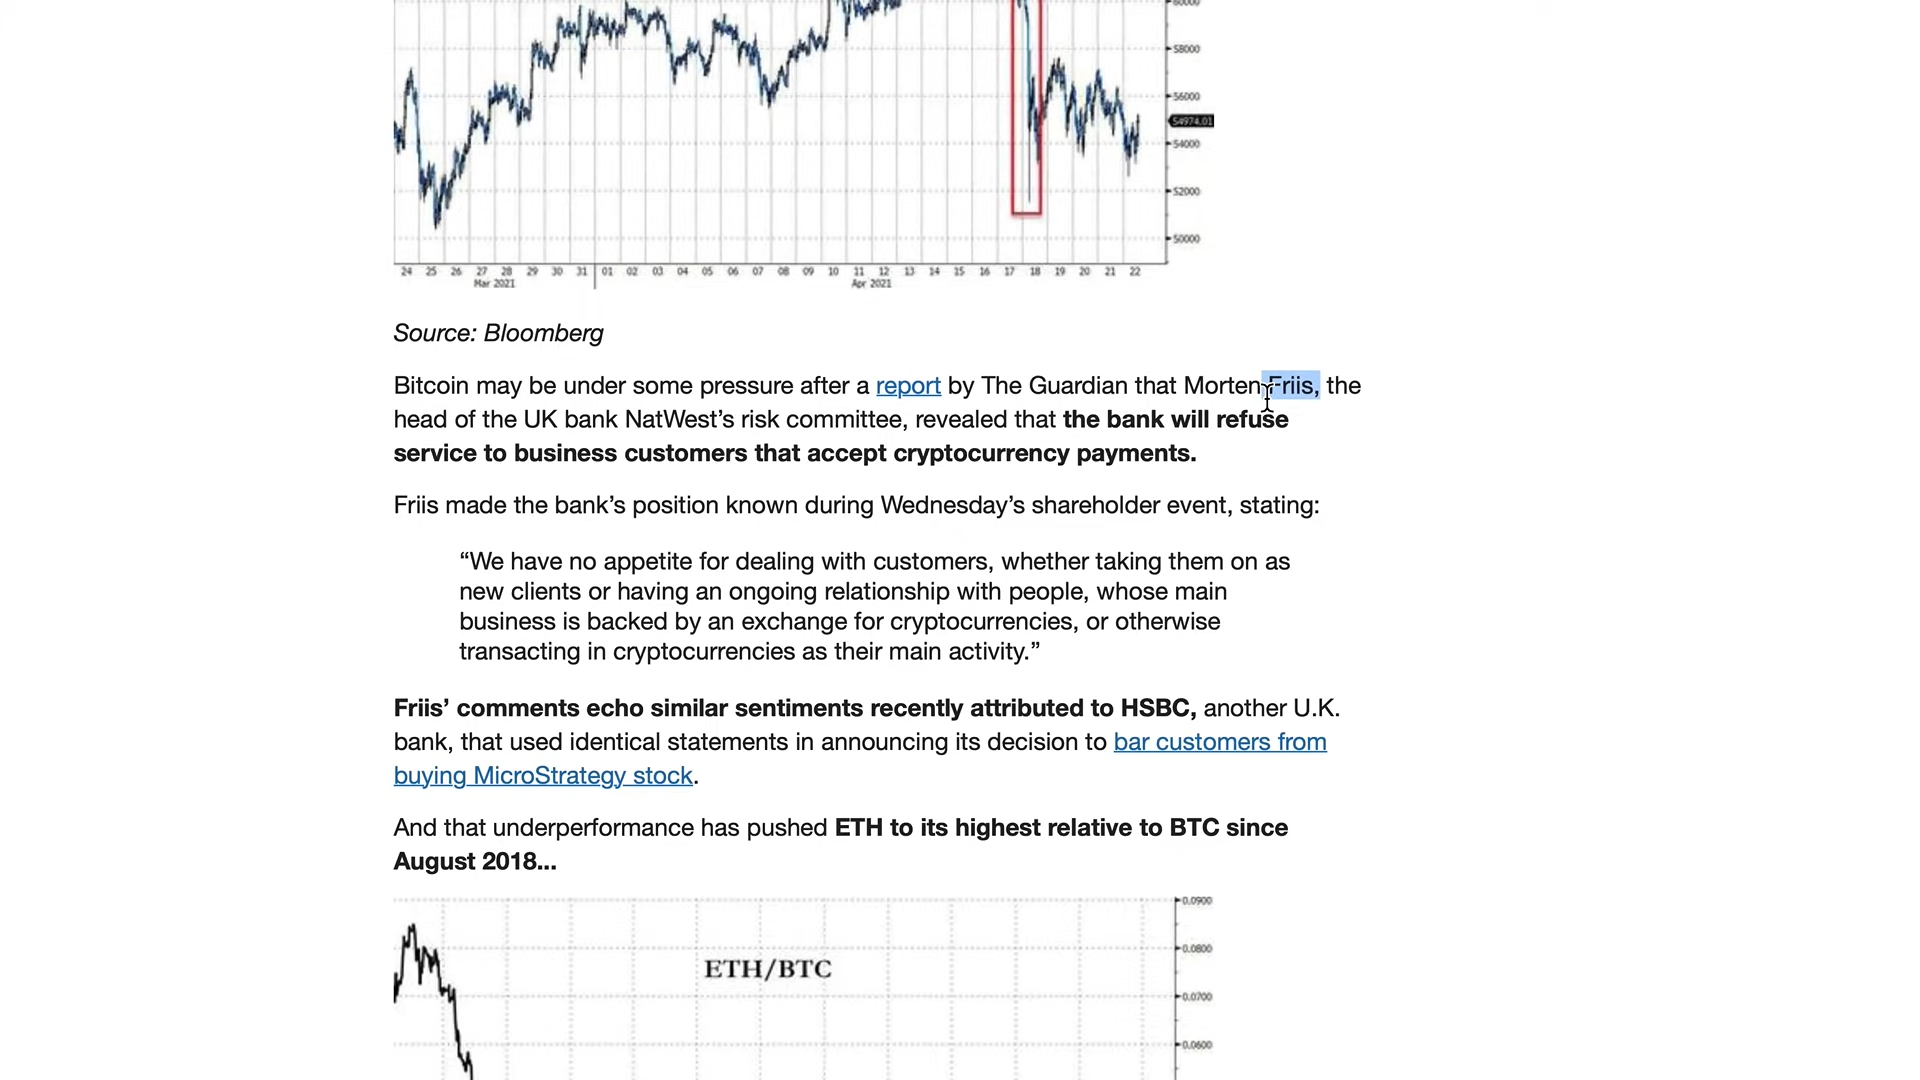 60000
58000
56000
54974.01
54000
52000
50000
24 25 26 27 28 29 30 31 01 02 03 04 05 06 07 08 09 10 11 12 13 14 15 16 17 18 19 20 21 22
Mar 2021 Apr 2021
Source: Bloomberg
Bitcoin may be under some pressure after a report by The Guardian that Morten Friis, the
head of the UK bank NatWest’s risk committee, revealed that the bank will refuse
service to business customers that accept cryptocurrency payments.
Friis made the bank’s position known during Wednesday’s shareholder event, stating:
“We have no appetite for dealing with customers, whether taking them on as
new clients or having an ongoing relationship with people, whose main
business is backed by an exchange for cryptocurrencies, or otherwise
transacting in cryptocurrencies as their main activity.”
Friis’ comments echo similar sentiments recently attributed to HSBC, another U.K.
bank, that used identical statements in announcing its decision to bar customers from
buying MicroStrategy stock.
And that underperformance has pushed ETH to its highest relative to BTC since
August 2018...
0.0900
0.0800
ETH/BTC
0.0700
0.0600